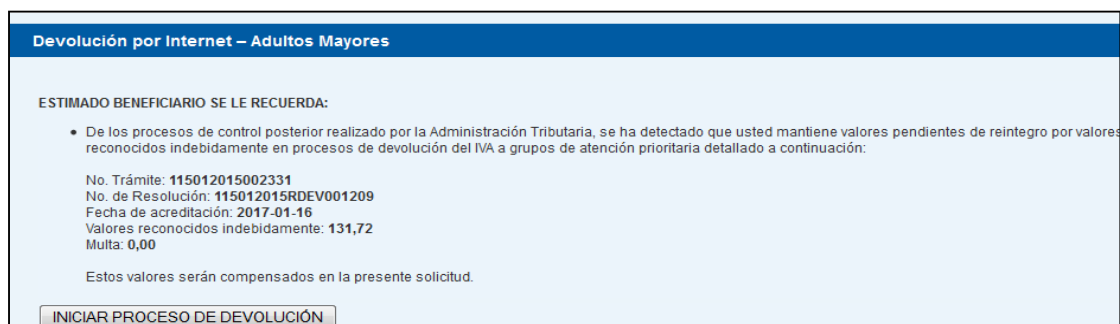 Devolución por Internet – Adultos Mayores
ESTIMADO BENEFICIARIO SE LE RECUERDA:
• De los procesos de control posterior realizado por la Administración Tributaria, se ha detectado que usted mantiene valores pendientes de reintegro por valores
reconocidos indebidamente en procesos de devolución del IVA a grupos de atención prioritaria detallado a continuación:
No. Trámite: 115012015002331
No. de Resolución: 115012015RDEV001209
Fecha de acreditación: 2017-01-16
Valores reconocidos indebidamente: 131,72
Multa: 0,00
Estos valores serán compensados en la presente solicitud.
INICIAR PROCESO DE DEVOLUCIÓN